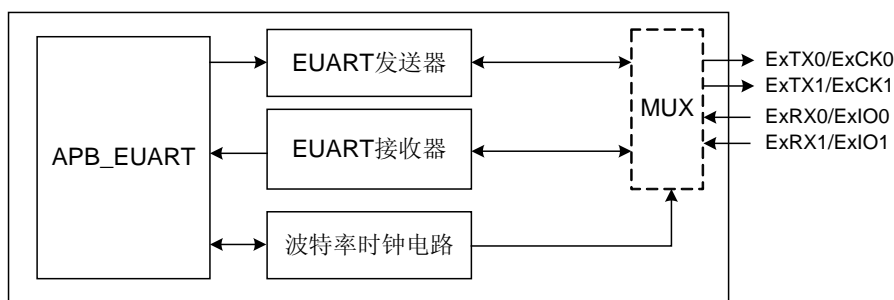 APB_EUART
EUART发送器
EUART接收器
波特率时钟电路
MUX
ExTX0/ExCK0
ExTX1/ExCK1
ExRX0/ExIO0
ExRX1/ExIO1